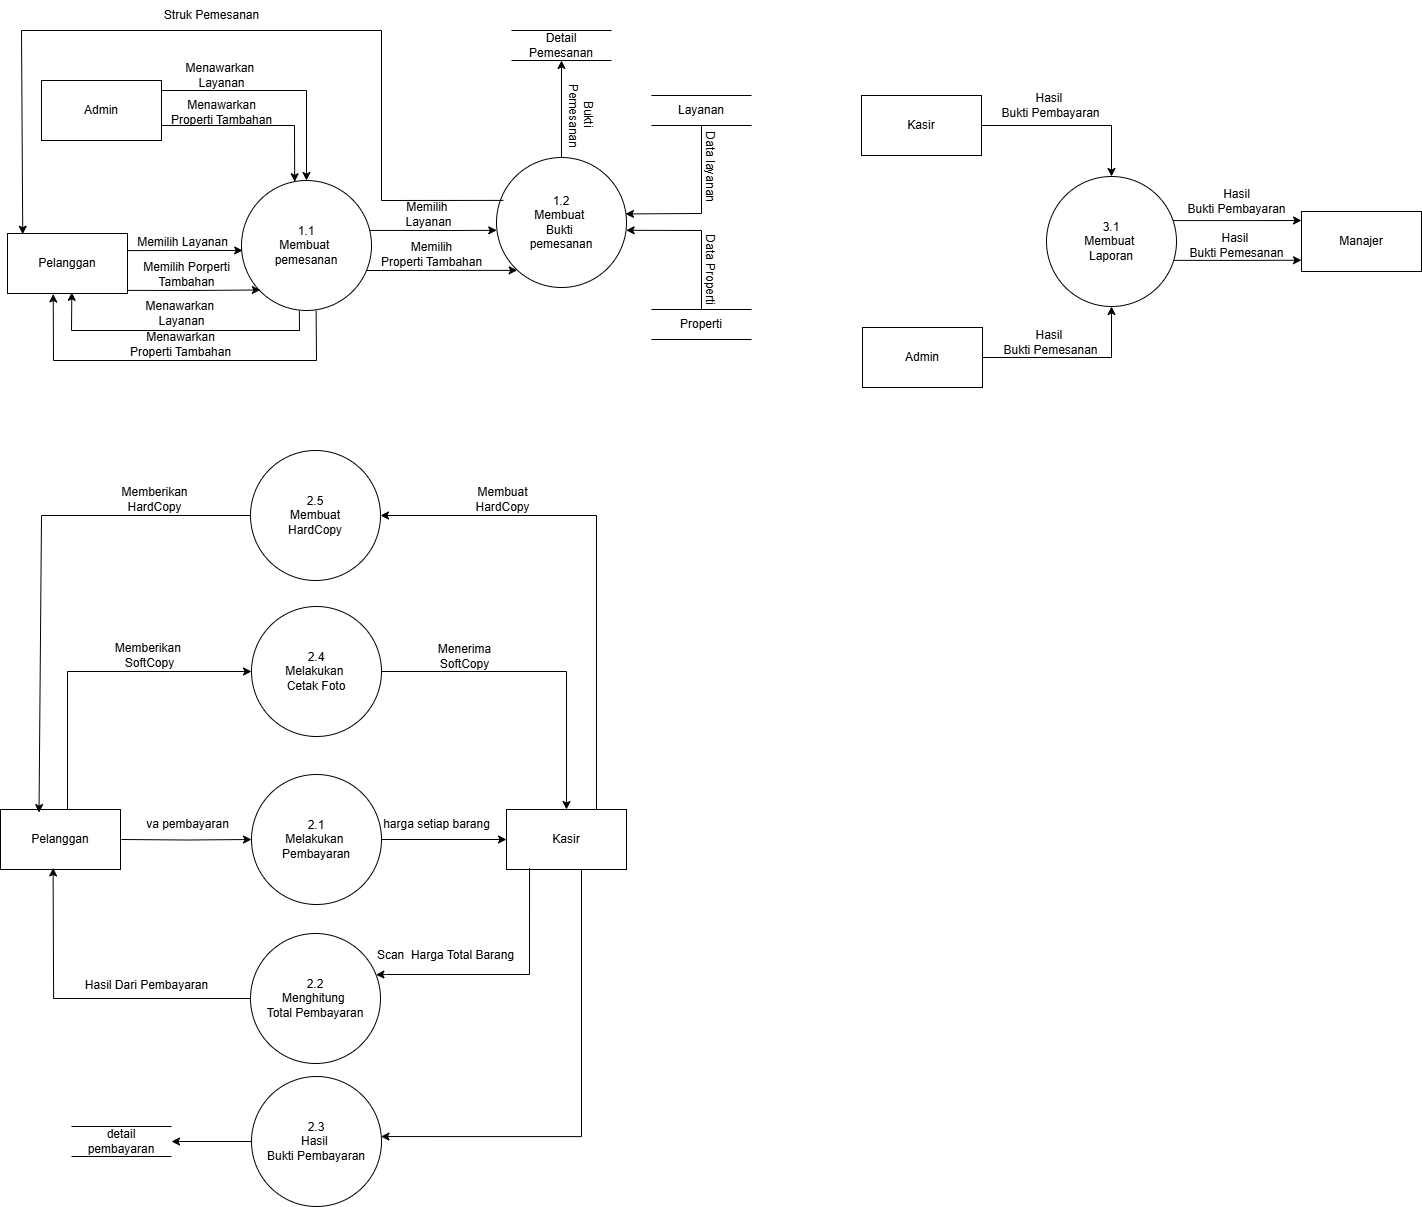 Struk Pemesanan
Admin
Menawarkan
Layanan
Menawarkan
Properti Tambahan
Detail
Pemesanan
Bukti
Pemesanan
Layanan
Data layanan
1.1
Membuat
pemesanan
1.2
Membuat
Bukti
pemesanan
Memilih
Layanan
Memilih
Properti Tambahan
Data Properti
Properti
Pelanggan
Memilih Layanan
Memilih Porperti
Tambahan
Menawarkan
Layanan
Menawarkan
Properti Tambahan
Kasir
Hasil
Bukti Pembayaran
3.1
Membuat
Laporan
Hasil
Bukti Pembayaran
Hasil
Bukti Pemesanan
Manajer
Admin
Hasil
Bukti Pemesanan
Memberikan
HardCopy
2.5
Membuat
HardCopy
Membuat
HardCopy
Memberikan
SoftCopy
2.4
Melakukan
Cetak Foto
Menerima
SoftCopy
Pelanggan
va pembayaran
2.1
Melakukan
Pembayaran
harga setiap barang
Kasir
Scan  Harga Total Barang
Hasil Dari Pembayaran
2.2
Menghitung
Total Pembayaran
2.3
Hasil
Bukti Pembayaran
detail
pembayaran